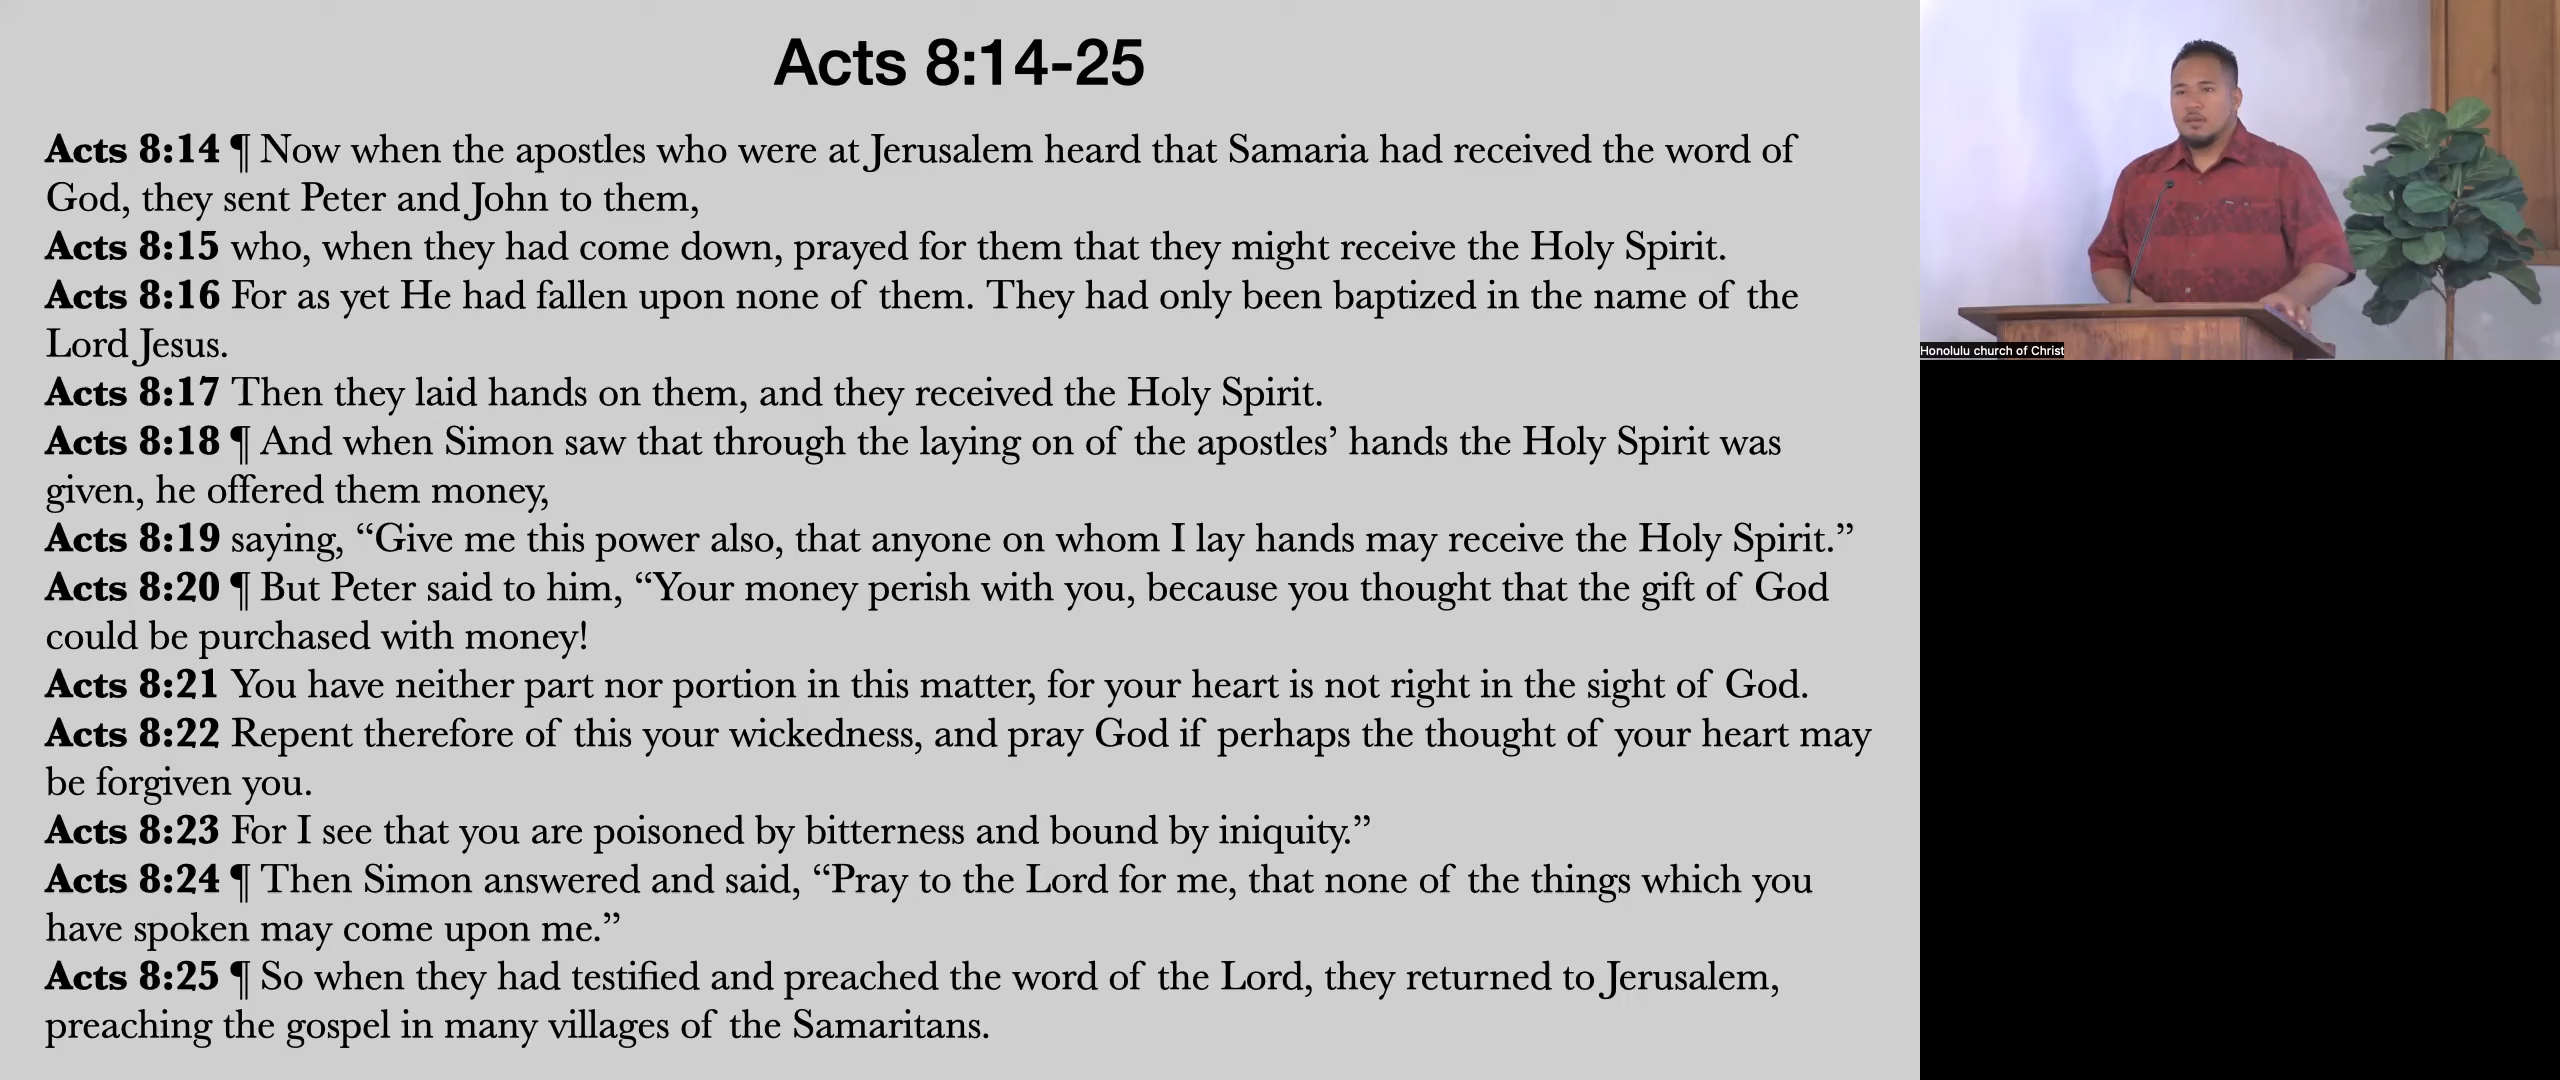 Acts 8:14-25
Acts 8:14 ¶ Now when the apostles who were at Jerusalem heard that Samaria had received the word of
God, they sent Peter and John to them,
Acts 8:15 who, when they had come down, prayed for them that they might receive the Holy Spirit.
Acts 8:16 For as yet He had fallen upon none of them. They had only been baptized in the name of the
Lord Jesus.
Acts 8:17 Then they laid hands on them, and they received the Holy Spirit.
Acts 8:18 ¶ And when Simon saw that through the laying on of the apostles’ hands the Holy Spirit was
given, he offered them money,
Acts 8:19 saying, “Give me this power also, that anyone on whom I lay hands may receive the Holy Spirit.”
Acts 8:20 ¶ But Peter said to him, “Your money perish with you, because you thought that the gift of God
could be purchased with money!
Acts 8:21 You have neither part nor portion in this matter, for your heart is not right in the sight of God.
Acts 8:22 Repent therefore of this your wickedness, and pray God if perhaps the thought of your heart may
be forgiven you.
Acts 8:23 For I see that you are poisoned by bitterness and bound by iniquity.”
Acts 8:24 ¶ Then Simon answered and said, “Pray to the Lord for me, that none of the things which you
have spoken may come upon me.”
Acts 8:25 ¶ So when they had testified and preached the word of the Lord, they returned to Jerusalem,
preaching the gospel in many villages of the Samaritans.
Honolulu church of Christ